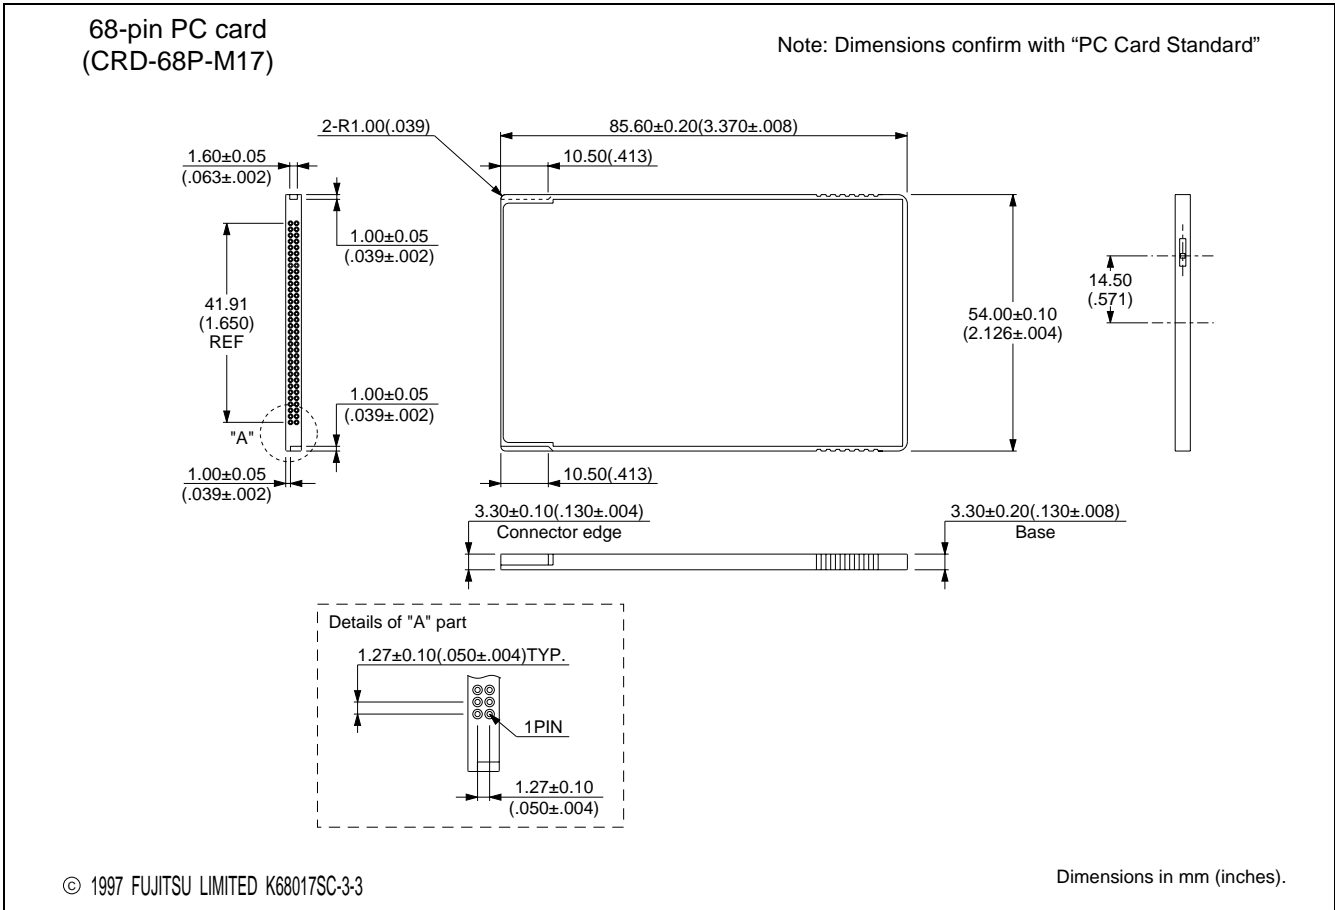 68-pin PC card
(CRD-68P-M17)
Note: Dimensions confirm with “PC Card Standard”
2-R1.00(.039)
85.60±0.20(3.370±.008)
10.50(.413)
1.60±0.05
(.063±.002)
1.00±0.05
(.039±.002)
41.91
(1.650)
REF
14.50
(.571)
54.00±0.10
(2.126±.004)
1.00±0.05
(.039±.002)
"A"
1.00±0.05
(.039±.002)
10.50(.413)
3.30±0.10(.130±.004)
Connector edge
3.30±0.20(.130±.008)
Base
Details of "A" part
1.27±0.10(.050±.004)TYP.
1PIN
1.27±0.10
(.050±.004)
© 1997 FUJITSU LIMITED K68017SC-3-3
Dimensions in mm (inches).